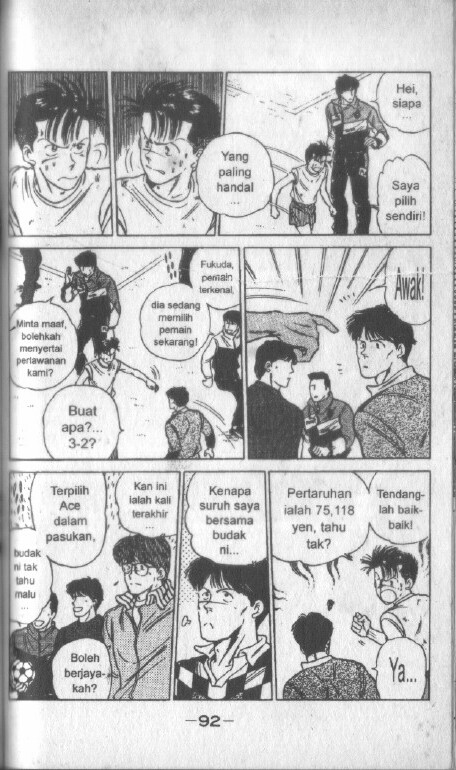 Hei,
siapa
...
Yang
paling
handal
...
Saya
pilih
sendiri!
Fukuda,
pemain
terkenal,
dia sedang
memilih
pemain
sekarang!
Minta maaf,
bolehkah
menyertai
pertawanan
kami?
Buat
apa?...
3-2?
Awak!
Terpilih
Ace
dalam
pasukan,
Kan ini
ialah kali
terakhir
...
budak
ni tak
tahu
malu
...
Boleh
berjaya-
kah?
Kenapa
suruh saya
bersama
budak
ni...
Pertaruhan
ialah 75,118
yen, tahu
tak?
Tendang-
lah baik-
baik!
Ya...
-92-